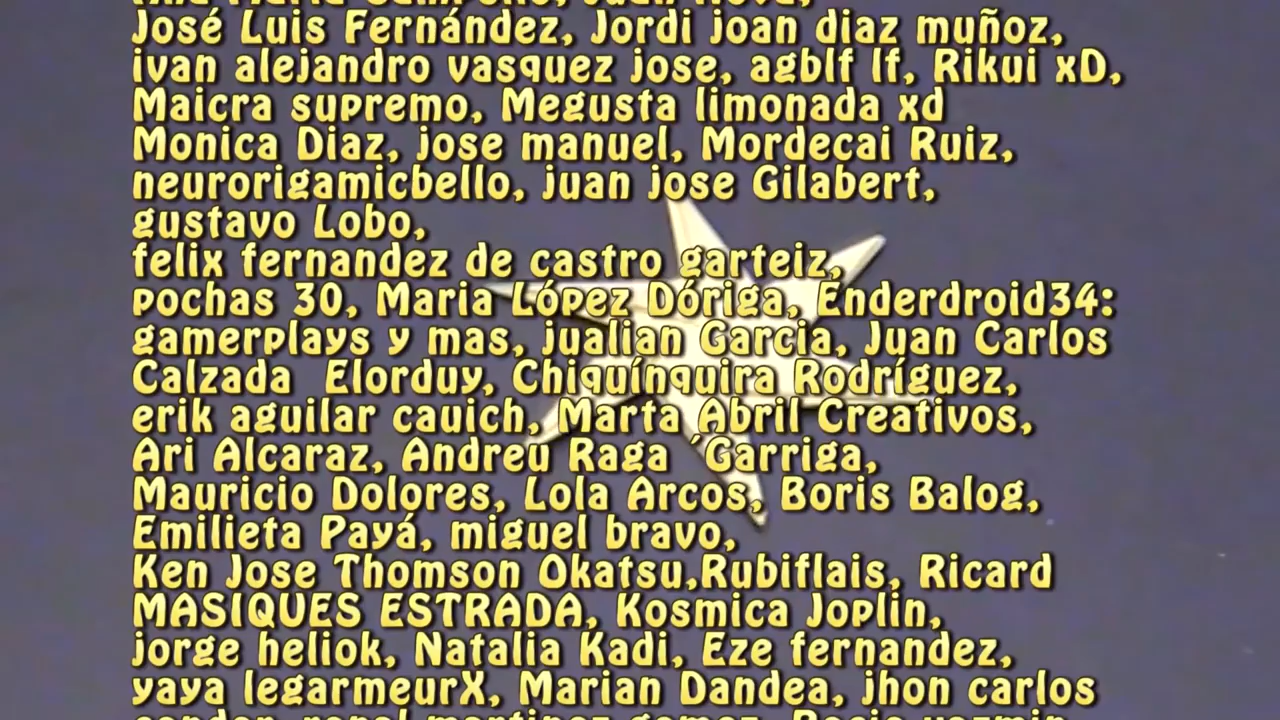 José Luis Fernández, Jordi joan diaz muñoz,
ivan alejandro vasquez jose, agblf lf, Rikui xD,
Maicra supremo, Megusta limonada xd
Monica Diaz, jose manuel, Mordecai Ruiz,
neurorigamicbello, juan jose Gilabert,
gustavo Lobo,
felix fernandez de castro garteiz,
pochas 30, Maria López Dóriga, Enderdroid34:
gamerplays y mas, jualian Garcia, Juan Carlos
Calzada  Elorduy, Chiquínquira Rodríguez,
erik aguilar cauich, Marta Abril Creativos,
Ari Alcaraz, Andreu Raga ´Garriga,
Mauricio Dolores, Lola Arcos, Boris Balog,
Emilieta Payá, miguel bravo,
Ken Jose Thomson Okatsu,Rubiflais, Ricard
MASIQUES ESTRADA, Kosmica Joplin,
jorge heliok, Natalia Kadi, Eze fernandez,
yaya legarmeurX, Marian Dandea, jhon carlos